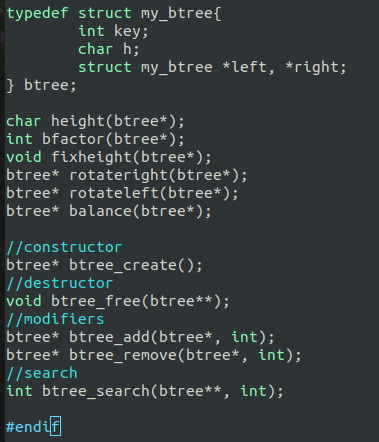 typedef struct my_btree{
        int key;
        char h;
        struct my_btree *left, *right;
} btree;

char height(btree*);
int bfactor(btree*);
void fixheight(btree*);
btree* rotateright(btree*);
btree* rotateleft(btree*);
btree* balance(btree*);

//constructor
btree* btree_create();
//destructor
void btree_free(btree**);
//modifiers
btree* btree_add(btree*, int);
btree* btree_remove(btree*, int);
//search
int btree_search(btree**, int);

#endif